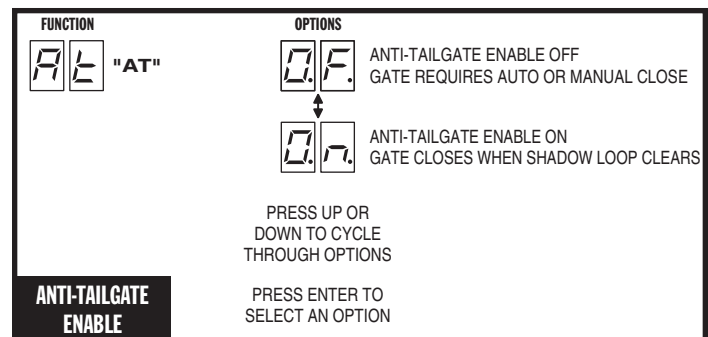 FUNCTION
OPTIONS
At "AT"
O.F. ANTI-TAILGATE ENABLE OFF
GATE REQUIRES AUTO OR MANUAL CLOSE
O.n. ANTI-TAILGATE ENABLE ON
GATE CLOSES WHEN SHADOW LOOP CLEARS
PRESS UP OR
DOWN TO CYCLE
THROUGH OPTIONS
ANTI-TAILGATE
ENABLE
PRESS ENTER TO
SELECT AN OPTION